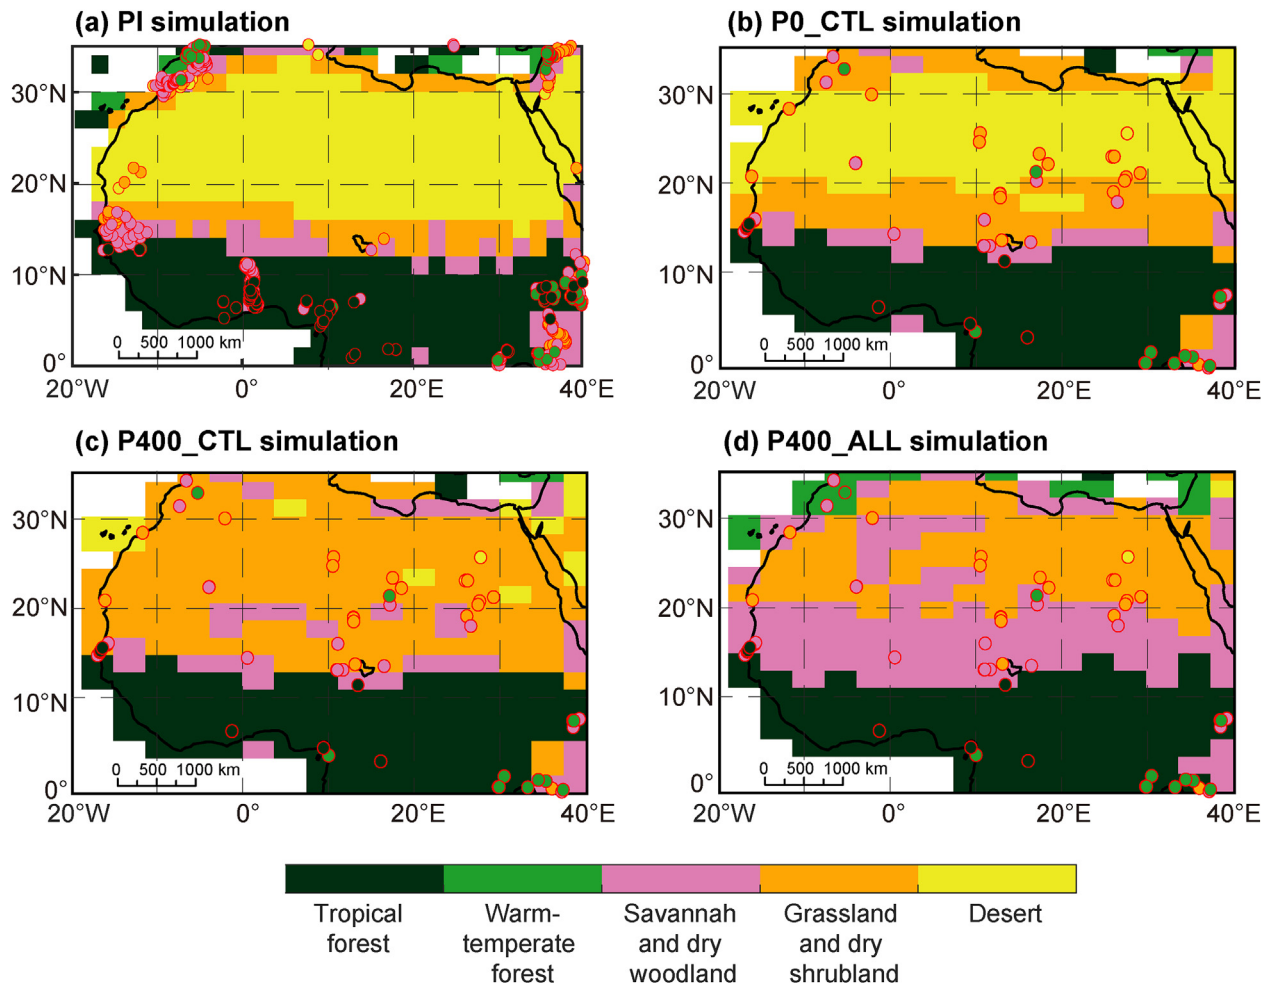 (a) PI simulation
(b) P0_CTL simulation
30°N
20°N
10°N
0°
0 500 1000 km
20°W 0° 20°E 40°E
30°N
20°N
10°N
0°
0 500 1000 km
20°W 0° 20°E 40°E
(c) P400_CTL simulation
(d) P400_ALL simulation
30°N
20°N
10°N
0°
0 500 1000 km
20°W 0° 20°E 40°E
30°N
20°N
10°N
0°
0 500 1000 km
20°W 0° 20°E 40°E
Tropical
forest
Warm-
temperate
forest
Savannah
and dry
woodland
Grassland
and dry
shrubland
Desert